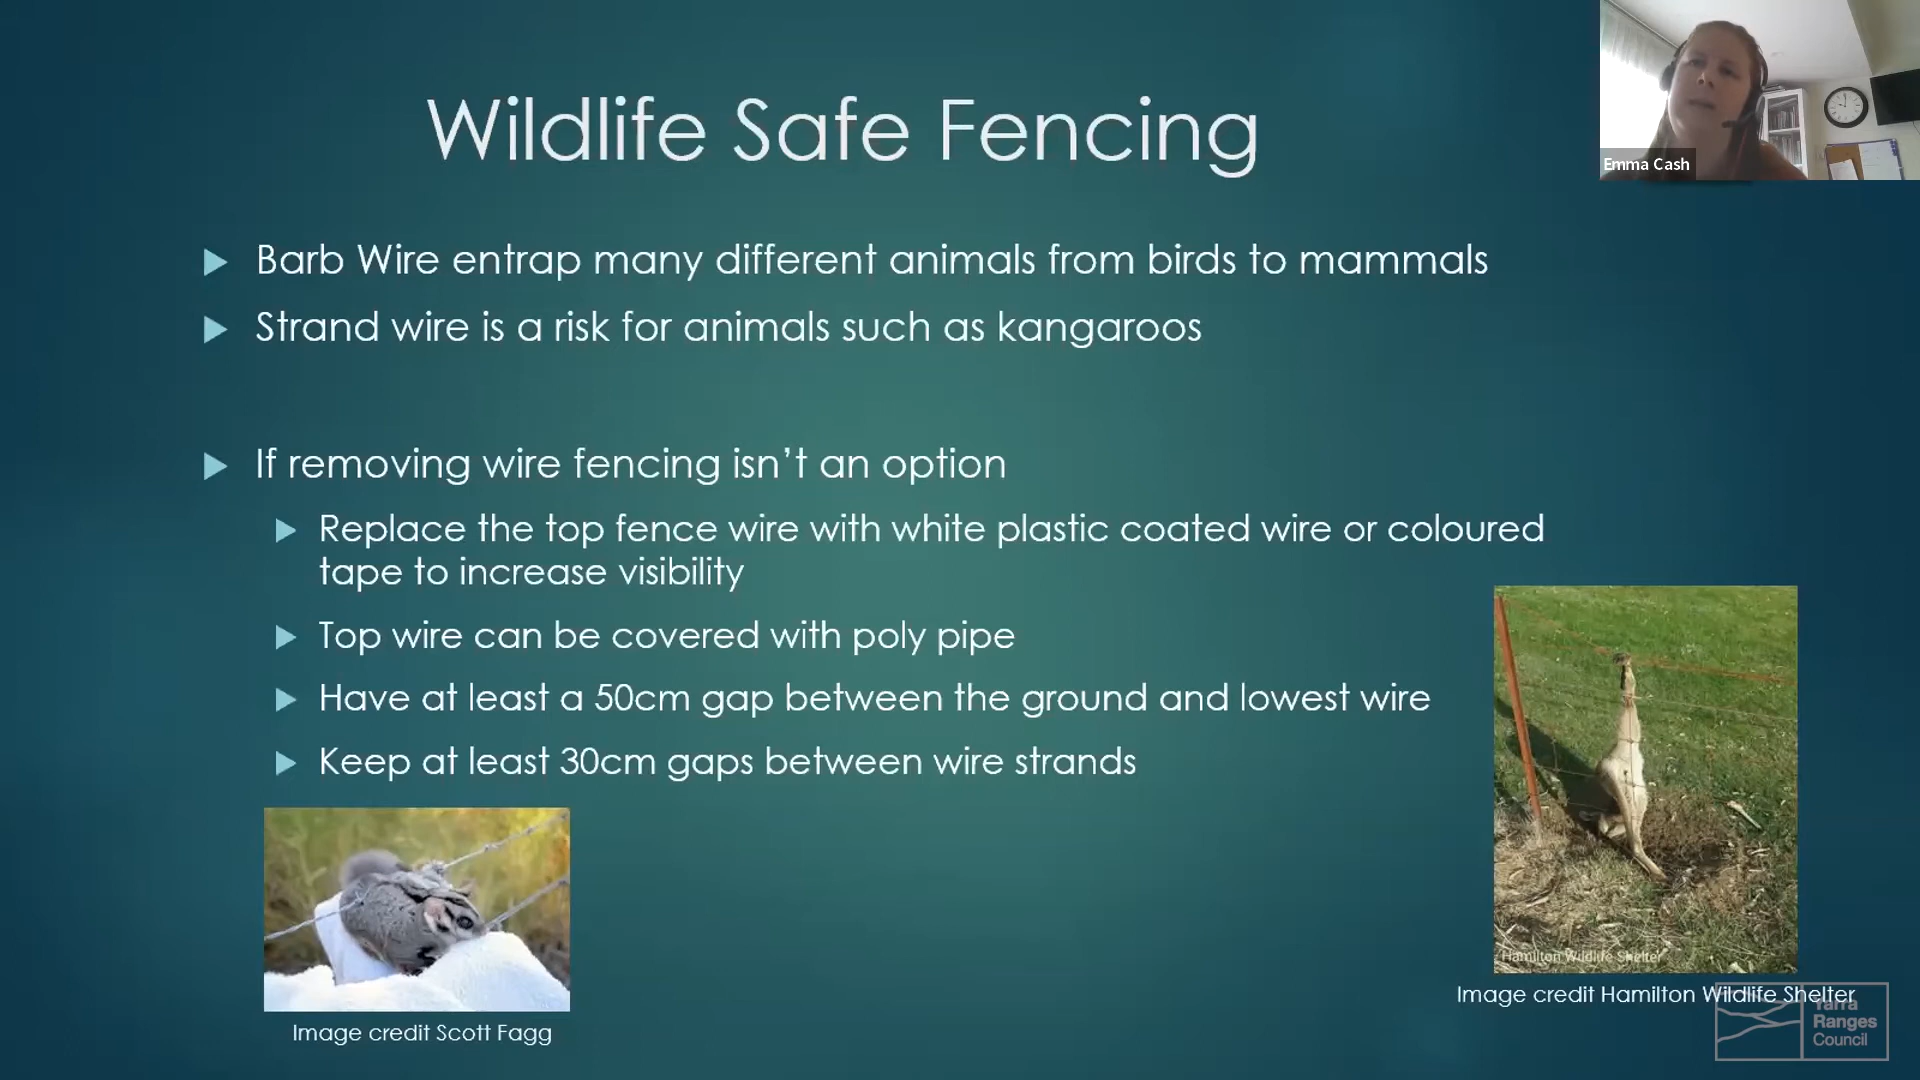 Wildlife Safe Fencing
Emma Cash
Barb Wire entrap many different animals from birds to mammals
Strand wire is a risk for animals such as kangaroos
If removing wire fencing isn't an option
Replace the top fence wire with white plastic coated wire or coloured
tape to increase visibility
Top wire can be covered with poly pipe
Have at least a 50cm gap between the ground and lowest wire
Keep at least 30cm gaps between wire strands
Hamilton Wildlife Shelter
Image credit Hamilton Wildlife Shelter
Image credit Scott Fagg
Yarra
Ranges
Council